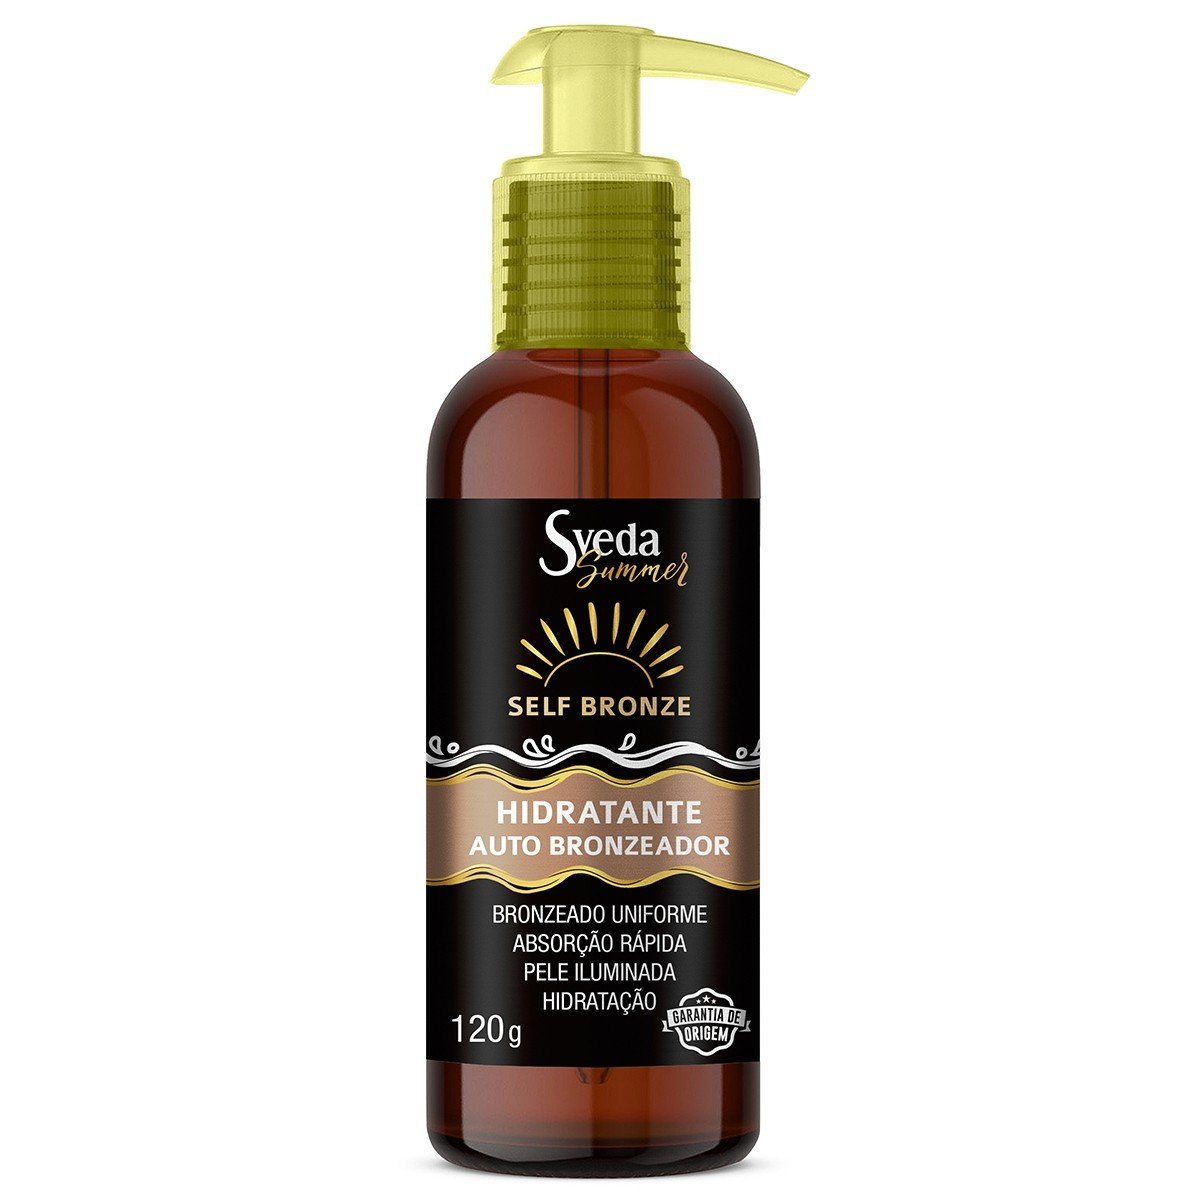 Sveda
Summer
SELF BRONZE
HIDRATANTE
AUTO BRONZEADOR
BRONZEADO UNIFORME
ABSORÇÃO RÁPIDA
PELE ILUMINADA
HIDRATAÇÃO
120g
GARANTIA DE
ORIGEM